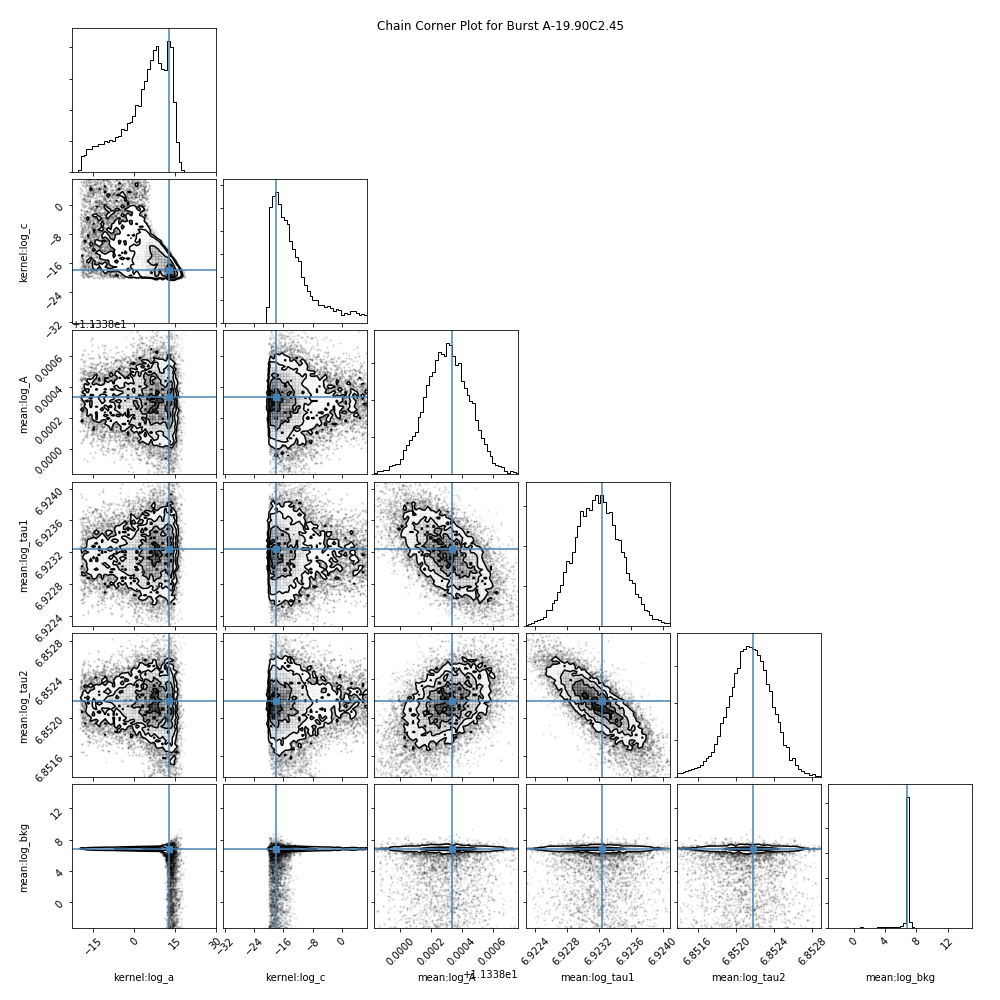 Chain Corner Plot for Burst A-19.90C2.45
kernel:log_c
0
−8
−16
−24
−32
+1.1338e1
mean:log_A
0.0006
0.0004
0.0002
0.0000
mean:log_tau1
6.9240
6.9236
6.9232
6.9228
6.9224
mean:log_tau2
6.8528
6.8524
6.8520
6.8516
mean:log_bkg
12
8
4
0
−15 0 15 30
−32 −24 −16 −8 0
0.0000 0.0002 0.0004 0.0006
6.9224 6.9228 6.9232 6.9236 6.9240
6.8516 6.8520 6.8524 6.8528
0 4 8 12
kernel:log_a kernel:log_c mean:log_A +1.1338e1 mean:log_tau1 mean:log_tau2 mean:log_bkg